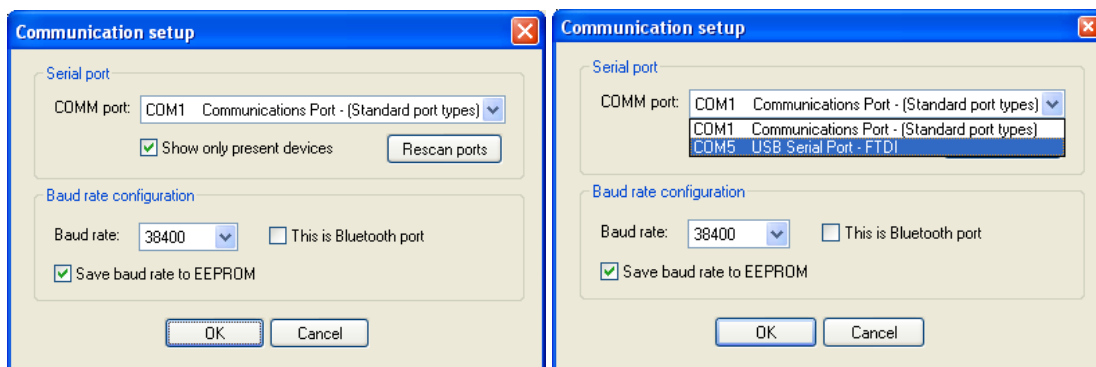 Communication setup
Serial port
COMM port: COM1 Communications Port - (Standard port types)
Show only present devices Rescan ports
Baud rate configuration
Baud rate: 38400 This is Bluetooth port
Save baud rate to EEPROM
OK Cancel
Communication setup
Serial port
COMM port: COM1 Communications Port - (Standard port types)
COM1 Communications Port - (Standard port types)
COM5 USB Serial Port - FTDI
Baud rate configuration
Baud rate: 38400 This is Bluetooth port
Save baud rate to EEPROM
OK Cancel